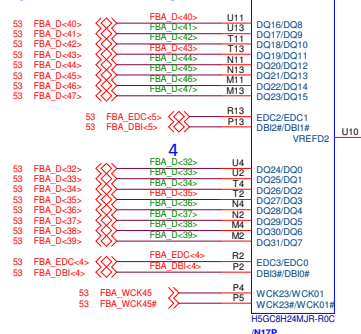 53 FBA_D<40> FBA_D<40> U11 DQ16/DQ8
53 FBA_D<41> FBA_D<41> U13 DQ17/DQ9
53 FBA_D<42> FBA_D<42> T11 DQ18/DQ10
53 FBA_D<43> FBA_D<43> T13 DQ19/DQ11
53 FBA_D<44> FBA_D<44> N11 DQ20/DQ12
53 FBA_D<45> FBA_D<45> N13 DQ21/DQ13
53 FBA_D<46> FBA_D<46> M11 DQ22/DQ14
53 FBA_D<47> FBA_D<47> M13 DQ23/DQ15
53 FBA_EDC<5> R13 EDC2/EDC1
53 FBA_DBI<5> P13 DBI2#/DBI1#
VREFD2 U10
4
53 FBA_D<32> FBA_D<32> U4 DQ24/DQ0
53 FBA_D<33> FBA_D<33> U2 DQ25/DQ1
53 FBA_D<34> FBA_D<34> T4 DQ26/DQ2
53 FBA_D<35> FBA_D<35> T2 DQ27/DQ3
53 FBA_D<36> FBA_D<36> N4 DQ28/DQ4
53 FBA_D<37> FBA_D<37> N2 DQ29/DQ5
53 FBA_D<38> FBA_D<38> M4 DQ30/DQ6
53 FBA_D<39> FBA_D<39> M2 DQ31/DQ7
53 FBA_EDC<4> FBA_EDC<4> R2 EDC3/EDC0
53 FBA_DBI<4> FBA_DBI<4> P2 DBI3#/DBI0#
53 FBA_WCK45 P4 WCK23/WCK01
53 FBA_WCK45# P5 WCK23#/WCK01#
H5GC8H24MJR-R0C
/N17P